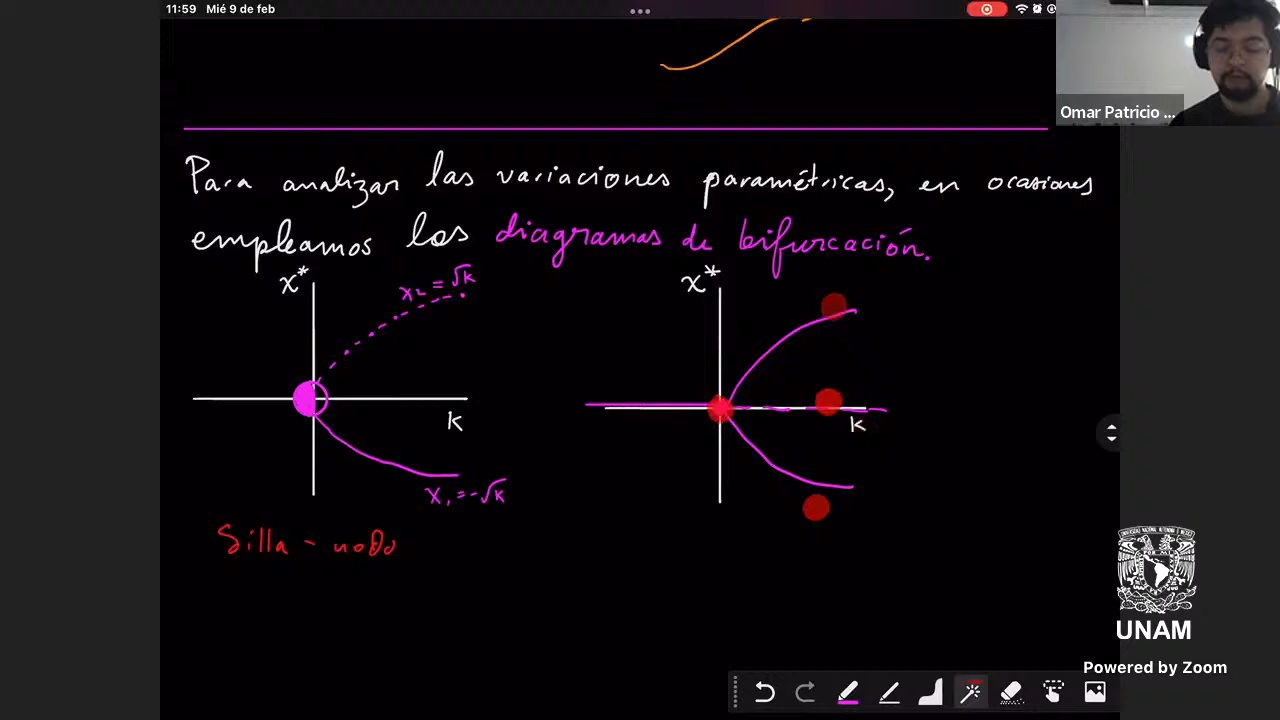 11:59 Mié 9 de feb
Omar Patricio ...
Para analizar las variaciones paramétricas, en ocasiones
empleamos los diagramas de bifurcación.
x*
x₂ = √k
k
x₁ = -√k
x*
k
Silla - nodo
UNAM
Powered by Zoom